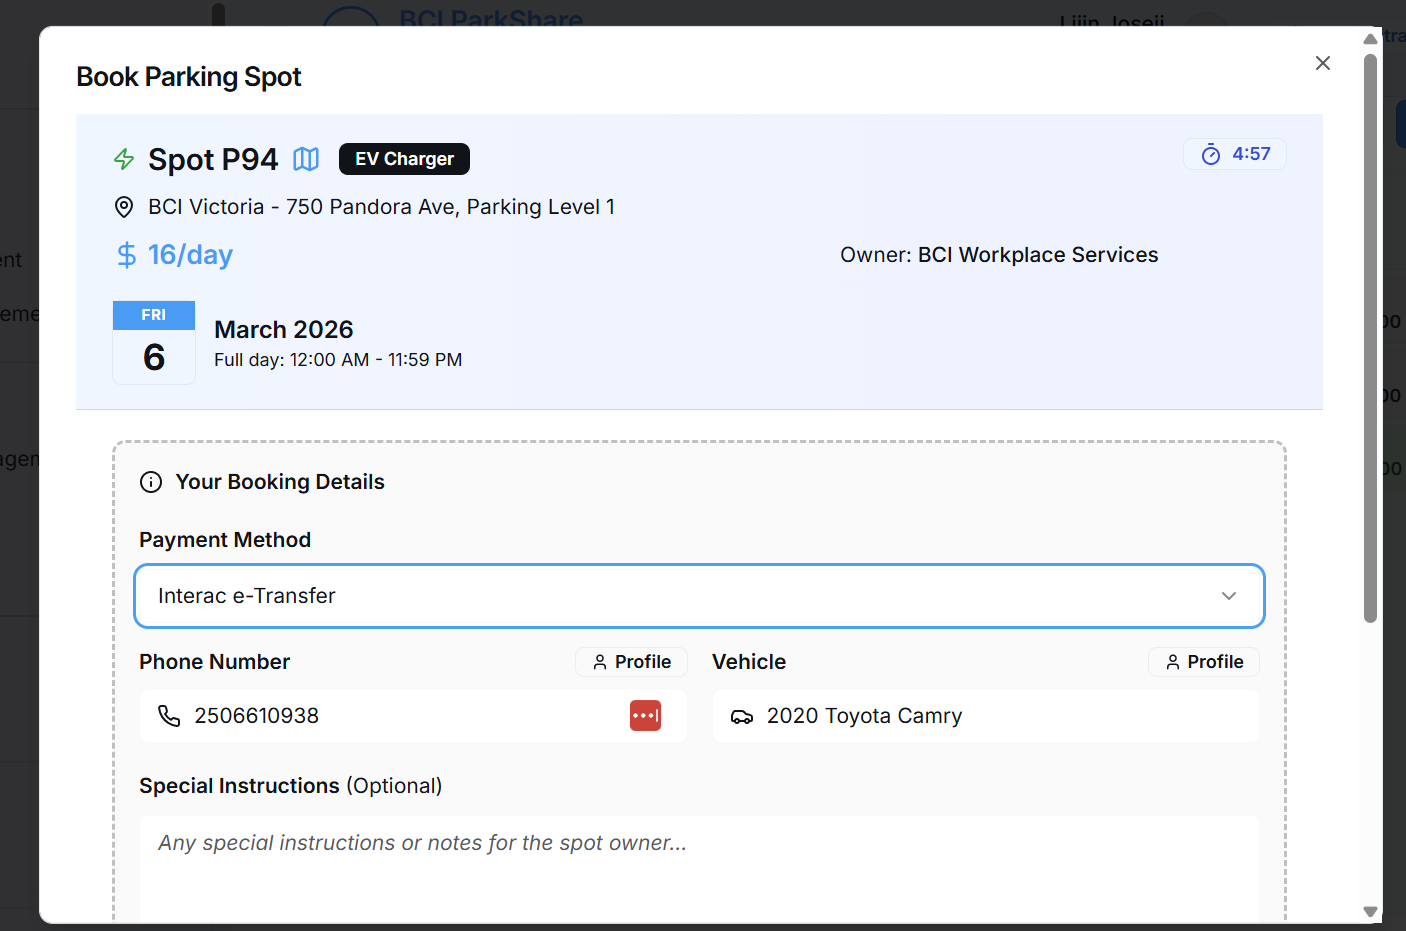 BCI ParkShare
Book Parking Spot
Spot P94
EV Charger
4:57
BCI Victoria - 750 Pandora Ave, Parking Level 1
$ 16/day
Owner: BCI Workplace Services
FRI
6
March 2026
Full day: 12:00 AM - 11:59 PM
Your Booking Details
Payment Method
Interac e-Transfer
Phone Number
Profile
Vehicle
Profile
2506610938
2020 Toyota Camry
Special Instructions (Optional)
Any special instructions or notes for the spot owner...